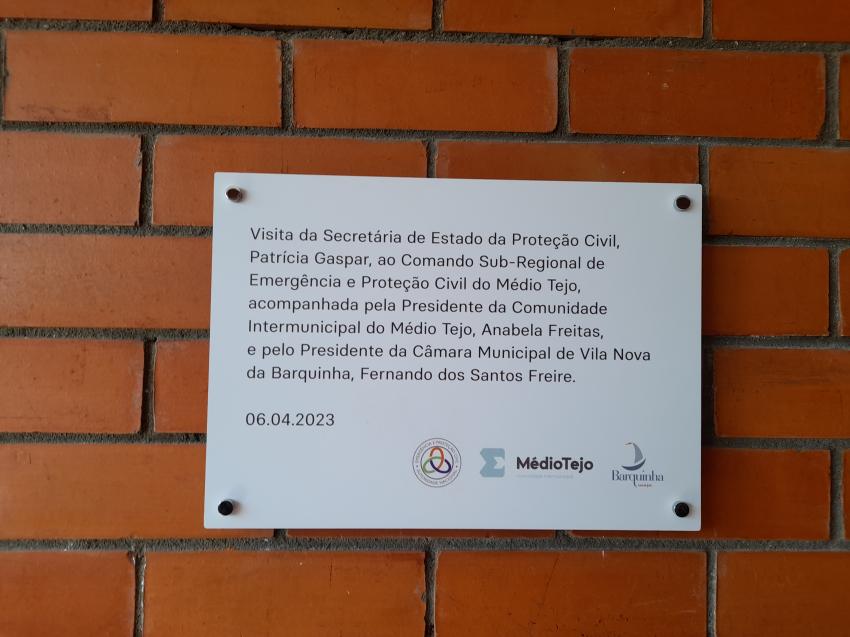 Visita da Secretária de Estado da Proteção Civil,
Patrícia Gaspar, ao Comando Sub-Regional de
Emergência e Proteção Civil do Médio Tejo,
acompanhada pela Presidente da Comunidade
Intermunicipal do Médio Tejo, Anabela Freitas,
e pelo Presidente da Câmara Municipal de Vila Nova
da Barquinha, Fernando dos Santos Freire.
06.04.2023
MédioTejo
Barquinha